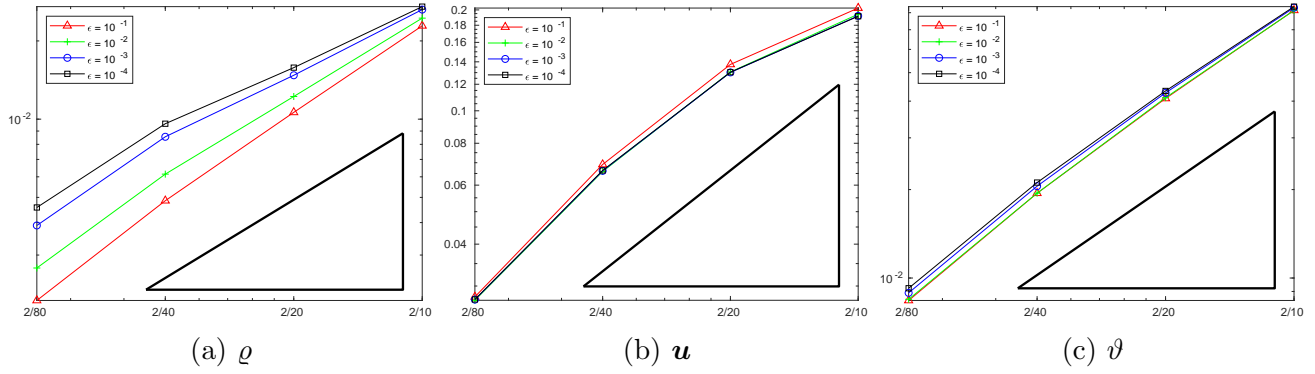 ϵ = 10 -1
ϵ = 10 -2
ϵ = 10 -3
ϵ = 10 -4
10 -2
2/80 2/40 2/20 2/10
(a) ϱ
0.2
0.18
0.16
0.14
0.12
0.1
0.08
0.06
0.04
ϵ = 10 -1
ϵ = 10 -2
ϵ = 10 -3
ϵ = 10 -4
2/80 2/40 2/20 2/10
(b) u
ϵ = 10 -1
ϵ = 10 -2
ϵ = 10 -3
ϵ = 10 -4
10 -2
2/80 2/40 2/20 2/10
(c) ϑ